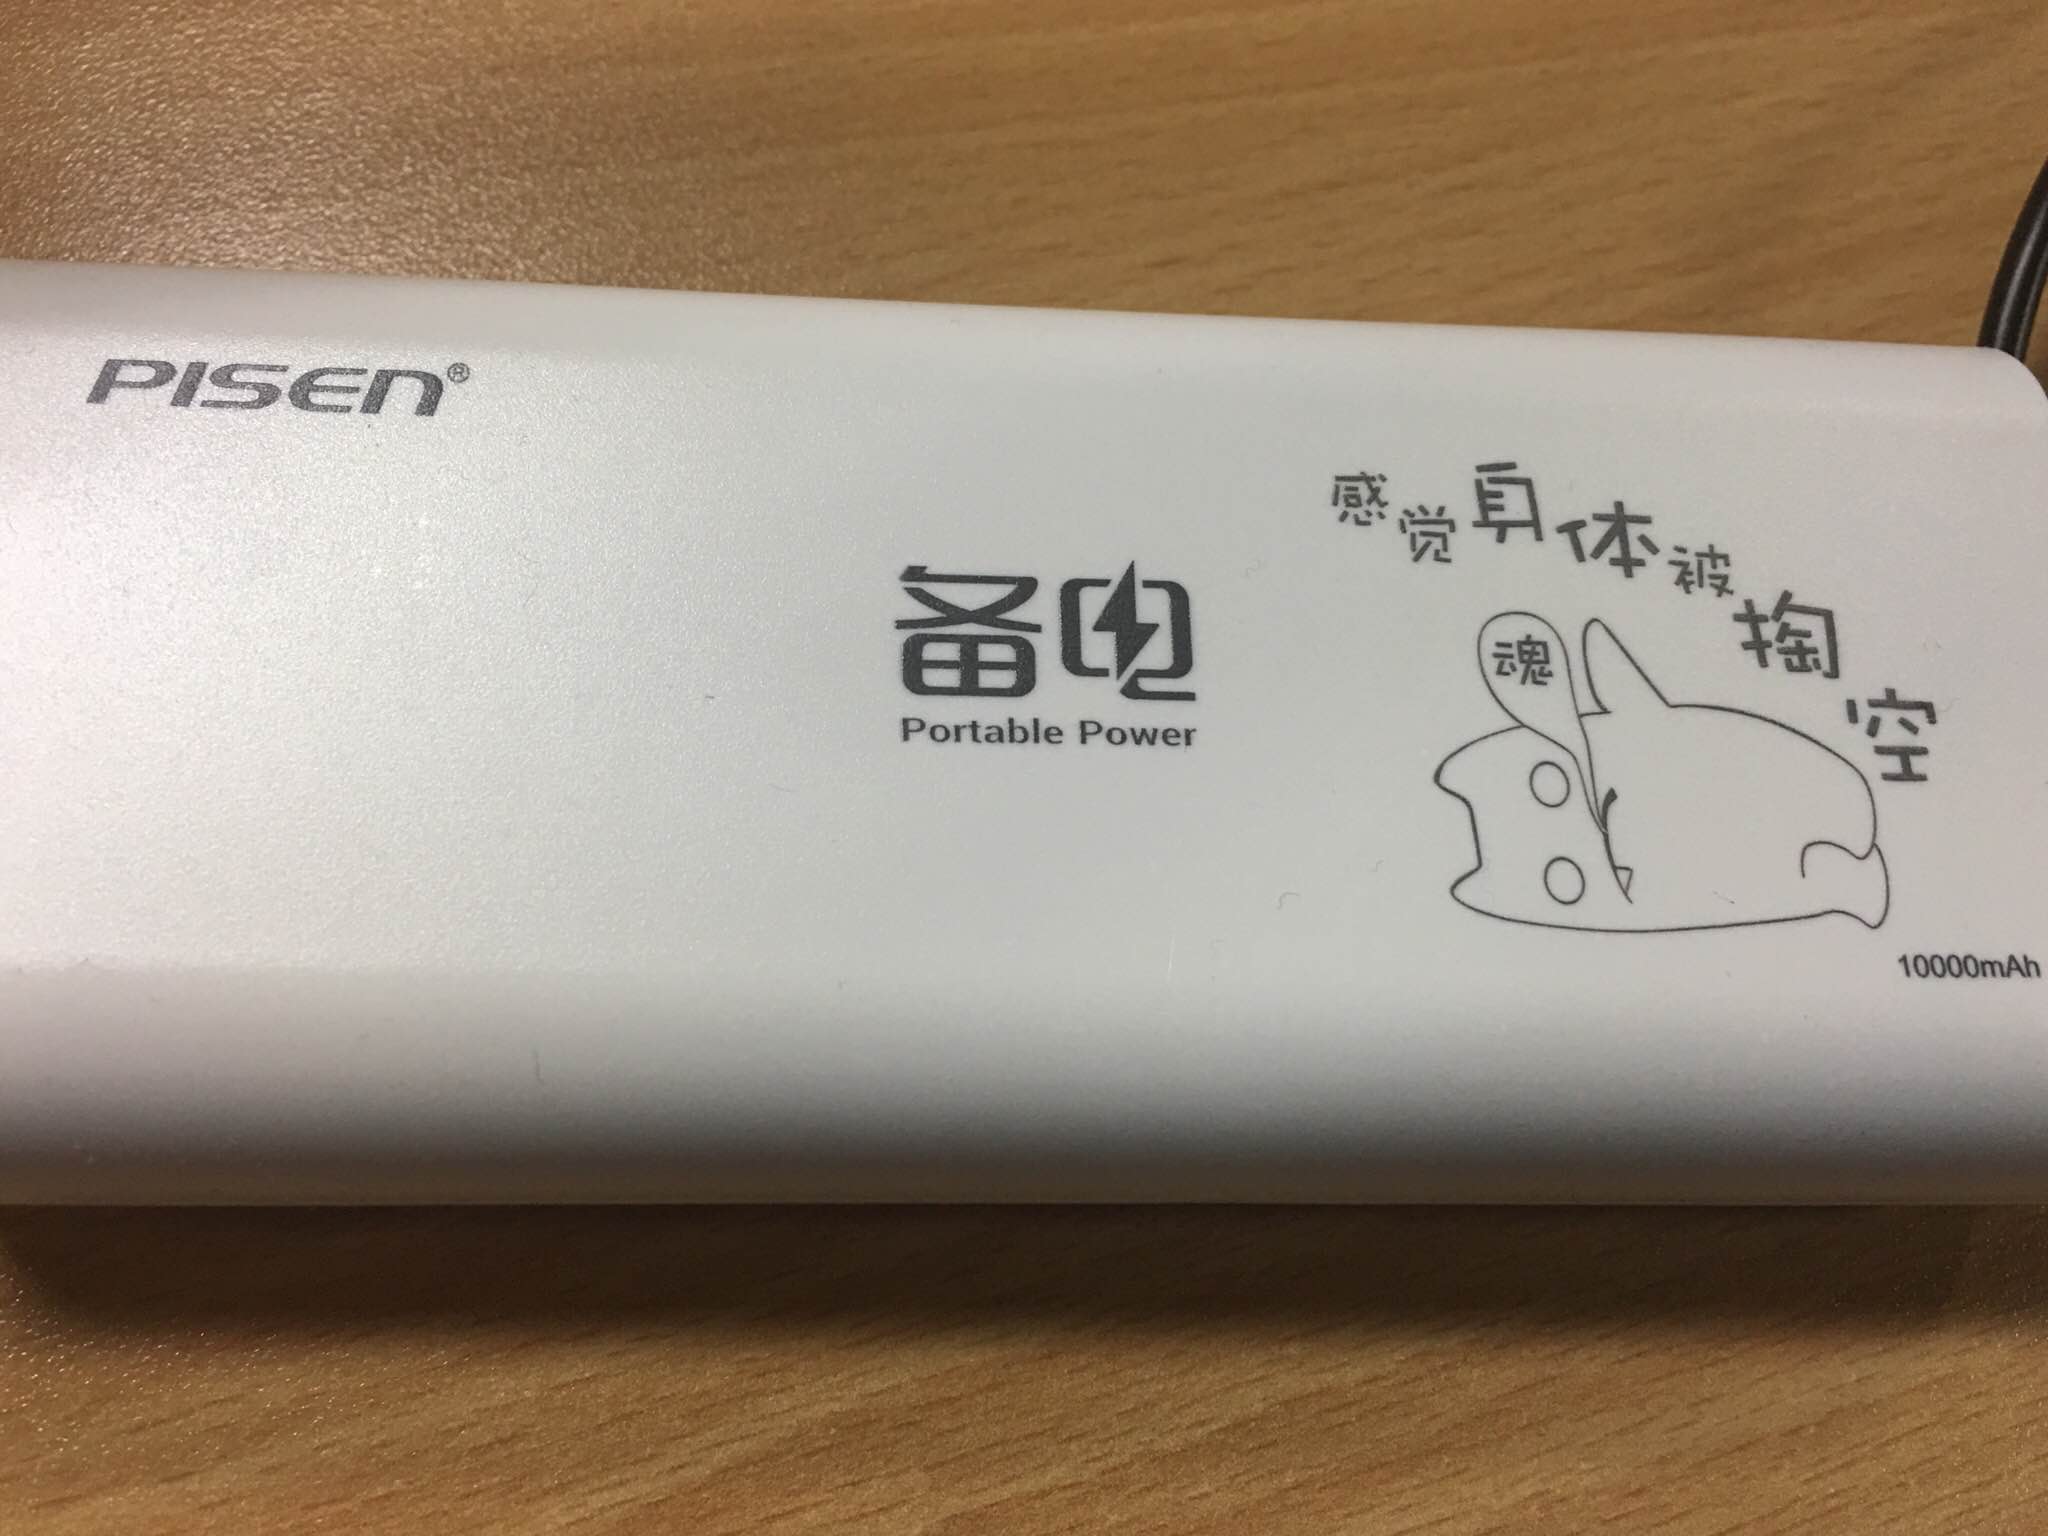 PISEN®
备电
Portable Power
感觉身体被掏空
魂
10000mAh